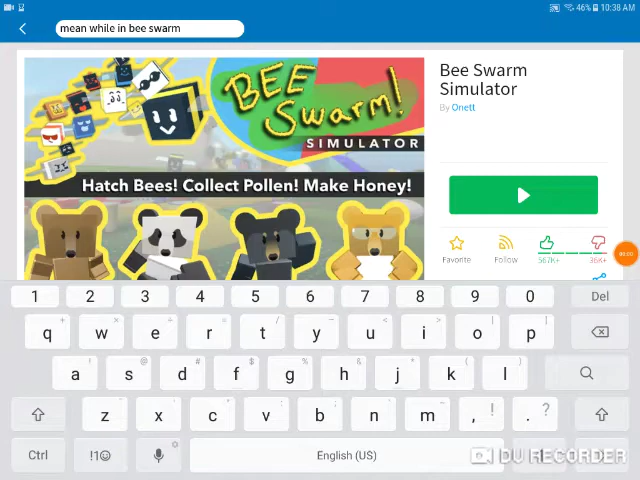 46% 10:38 AM
mean while in bee swarm
BEE
Swarm!
SIMULATOR
Hatch Bees! Collect Pollen! Make Honey!
Bee Swarm
Simulator
By Onett
Favorite Follow 567K+ 36K+
1 2 3 4 5 6 7 8 9 0 Del
q w e r t y u i o p
a s d f g h j k l
z x c v b n m , ! . ?
Ctrl !1☺ English (US)
DU RECORDER